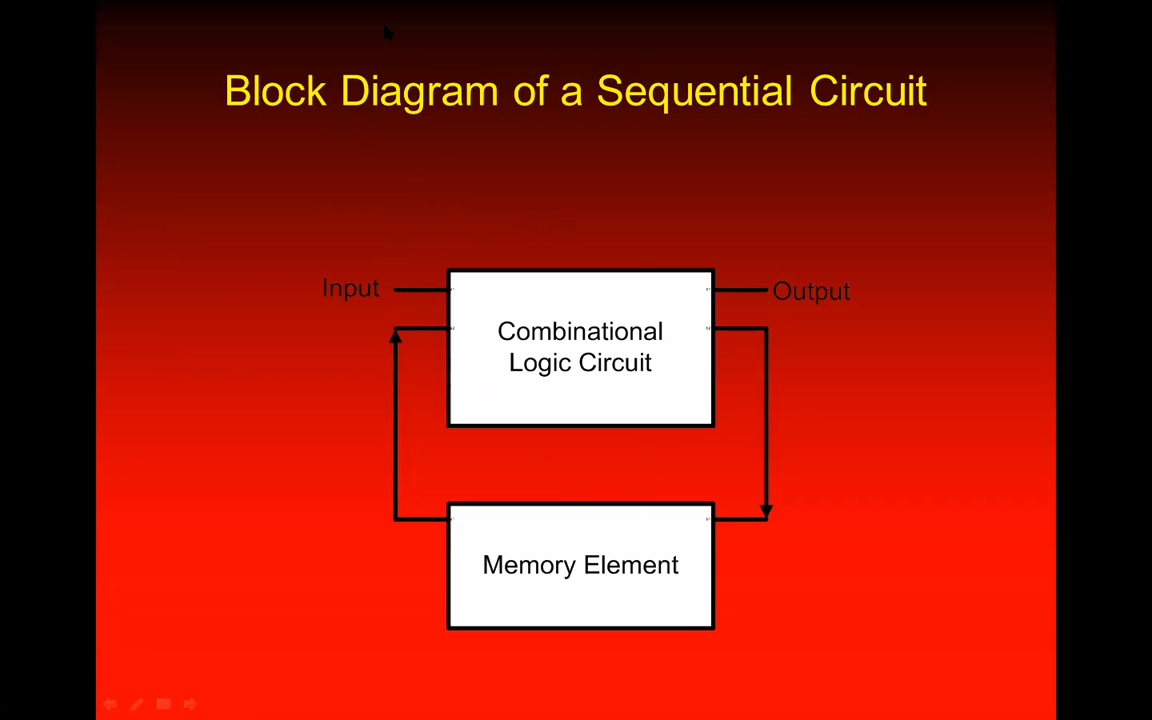 Block Diagram of a Sequential Circuit
Input
Output
Combinational
Logic Circuit
Memory Element